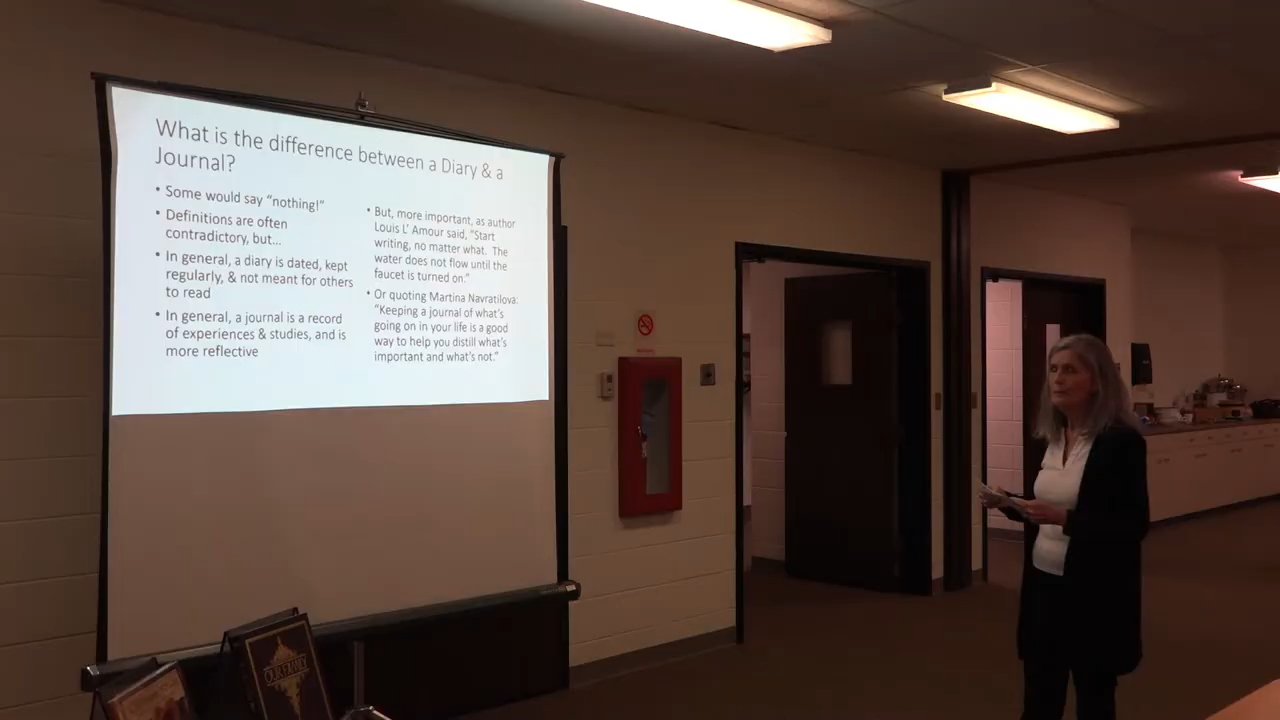 What is the difference between a Diary & a
Journal?
• Some would say “nothing!”
• Definitions are often
contradictory, but...
• In general, a diary is dated, kept
regularly, & not meant for others
to read
• In general, a journal is a record
of experiences & studies, and is
more reflective
• But, more important, as author
Louis L’ Amour said, “Start
writing, no matter what.  The
water does not flow until the
faucet is turned on.”
• Or quoting Martina Navratilova.
“Keeping a journal of what’s
going on in your life is a good
way to help you distill what’s
important and what’s not.”
OUR FAMILY